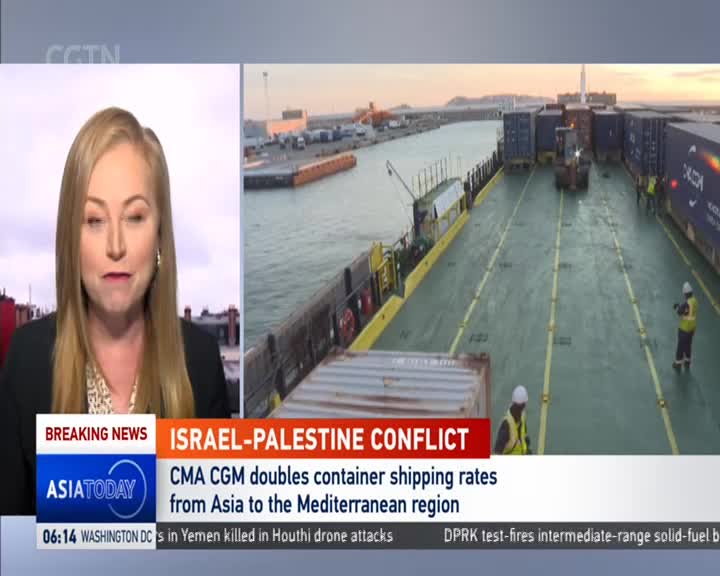 CGTN
CMA CGM
BREAKING NEWS
ISRAEL-PALESTINE CONFLICT
CMA CGM doubles container shipping rates
from Asia to the Mediterranean region
ASIA TODAY
06:14 WASHINGTON DC
in Yemen killed in Houthi drone attacks DPRK test-fires intermediate-range solid-fuel